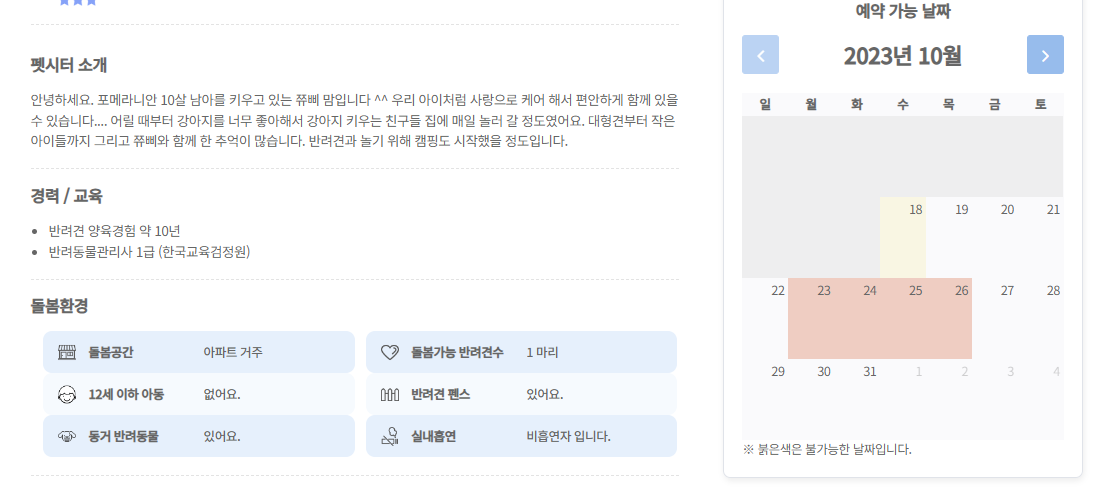 펫시터 소개
안녕하세요. 포메라니안 10살 남아를 키우고 있는 쮸삐 맘입니다 ^^ 우리 아이처럼 사랑으로 케어 해서 편안하게 함께 있을
수 있습니다.... 어릴 때부터 강아지를 너무 좋아해서 강아지 키우는 친구들 집에 매일 놀러 갈 정도였어요. 대형견부터 작은
아이들까지 그리고 쮸삐와 함께 한 추억이 많습니다. 반려견과 놀기 위해 캠핑도 시작했을 정도입니다.
경력 / 교육
반려견 양육경험 약 10년
반려동물관리사 1급 (한국교육검정원)
돌봄환경
돌봄공간 아파트 거주
돌봄가능 반려견수 1 마리
12세 이하 아동 없어요.
반려견 펜스 있어요.
동거 반려동물 있어요.
실내흡연 비흡연자 입니다.
예약 가능 날짜
2023년 10월
일 월 화 수 목 금 토
18 19 20 21
22 23 24 25 26 27 28
29 30 31 1 2 3 4
※ 붉은색은 불가능한 날짜입니다.